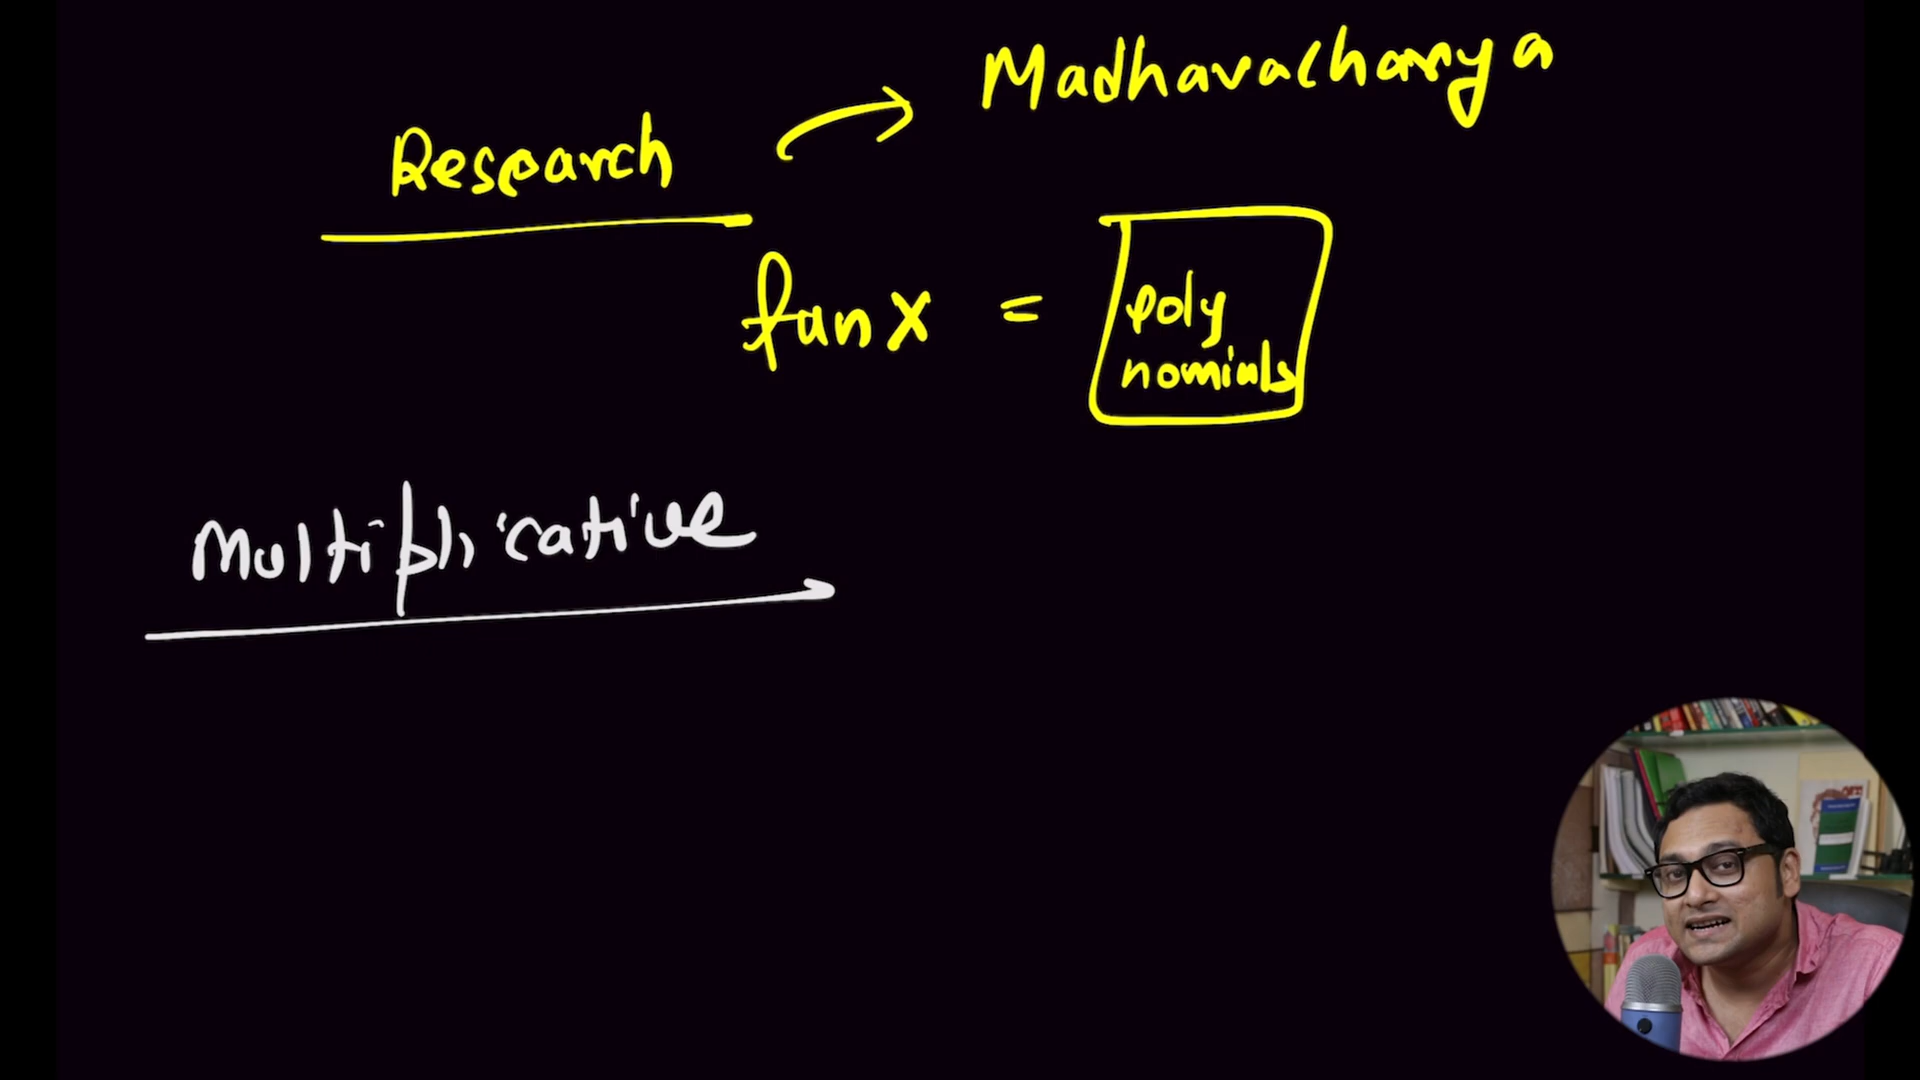 Madhavacharya
Research
tan x = poly
nomials
Multiplicative